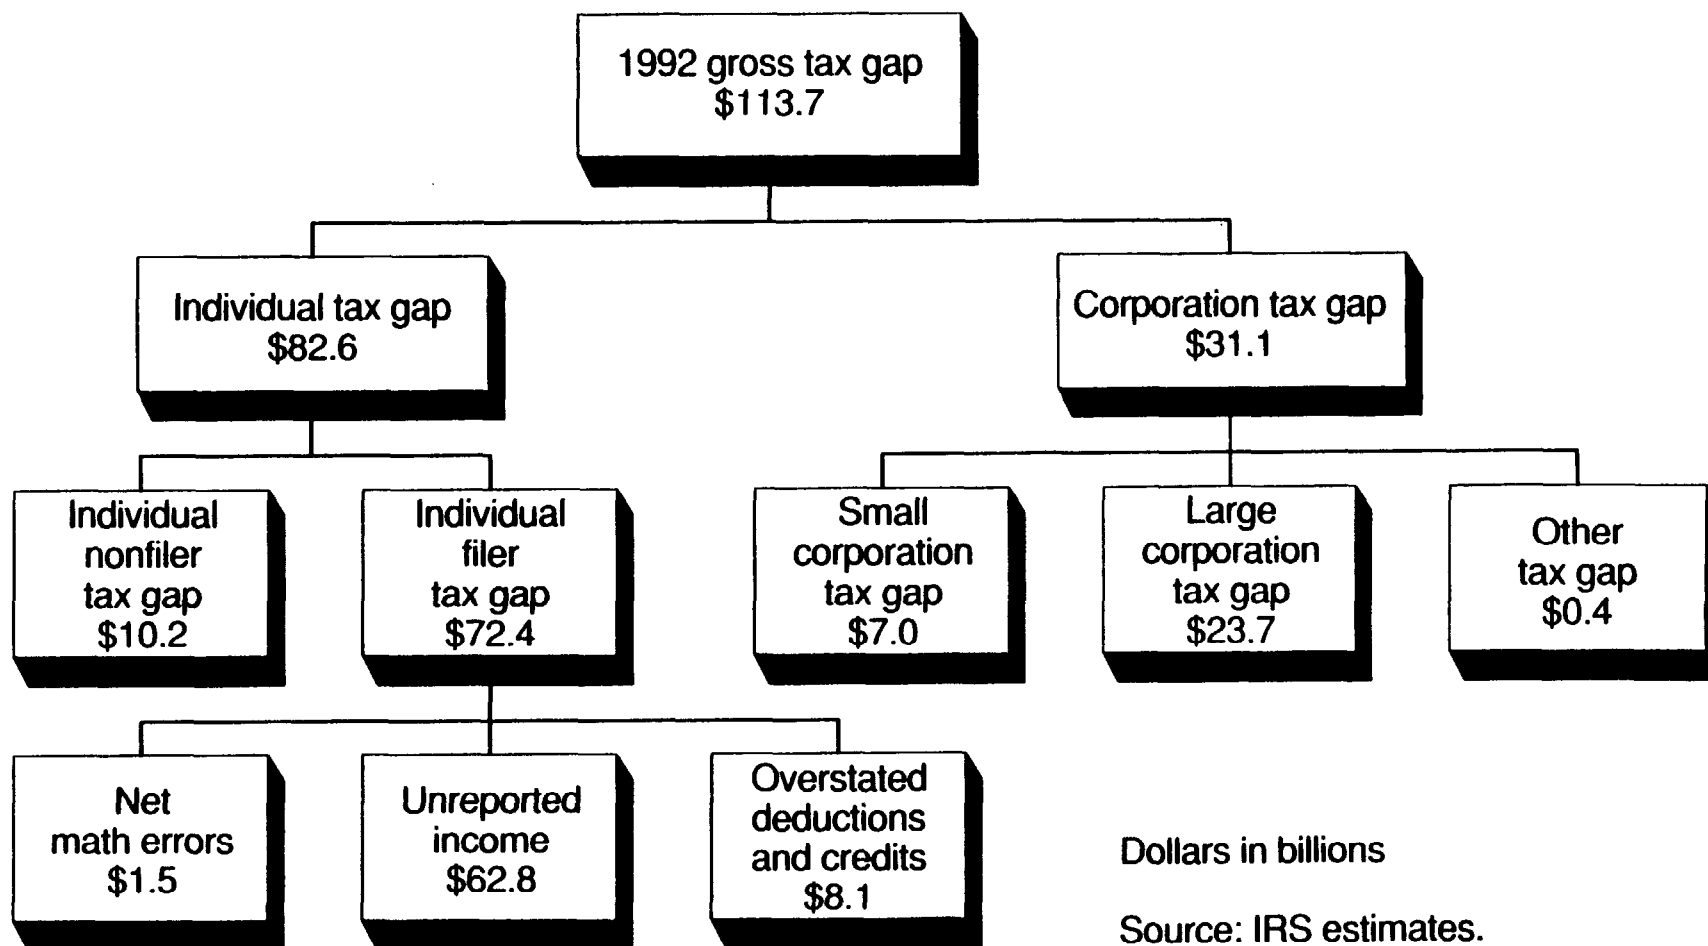 1992 gross tax gap
$113.7
Individual tax gap
$82.6
Corporation tax gap
$31.1
Individual
nonfiler
tax gap
$10.2
Individual
filer
tax gap
$72.4
Small
corporation
tax gap
$7.0
Large
corporation
tax gap
$23.7
Other
tax gap
$0.4
Net
math errors
$1.5
Unreported
income
$62.8
Overstated
deductions
and credits
$8.1
Dollars in billions
Source: IRS estimates.